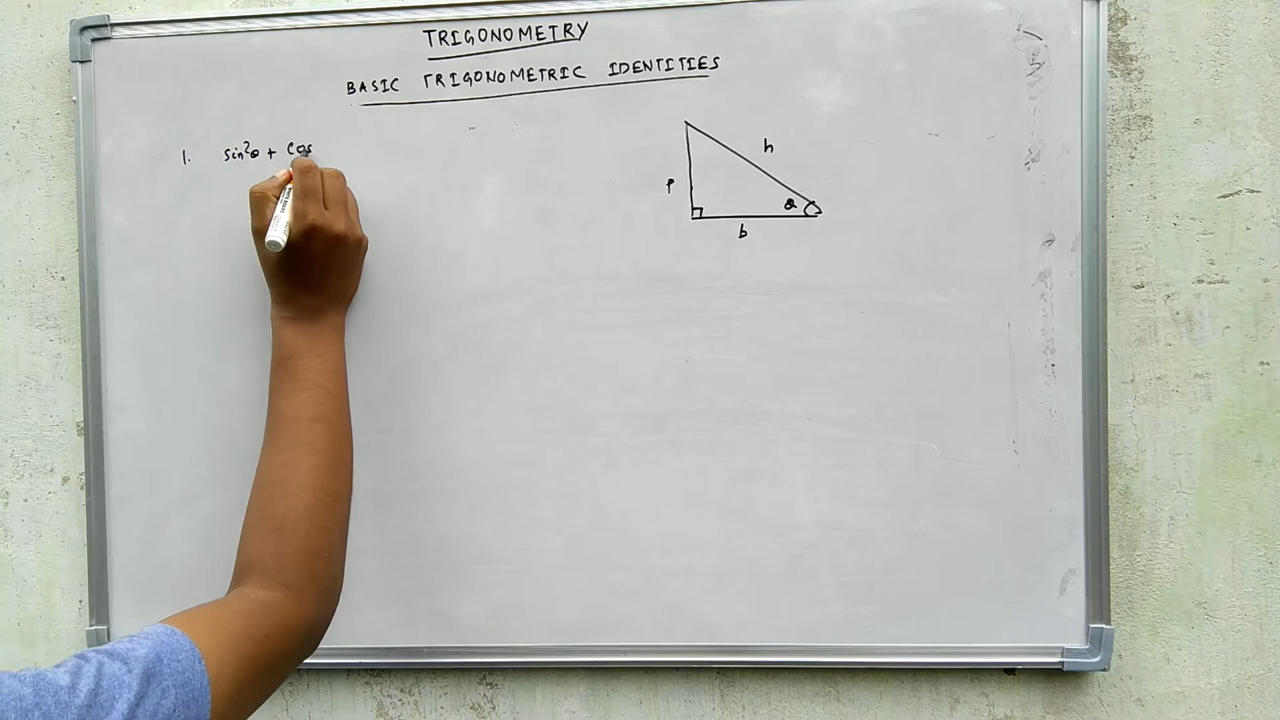 TRIGONOMETRY
BASIC TRIGONOMETRIC IDENTITIES
1. sin²θ + cos
h
p
θ
b